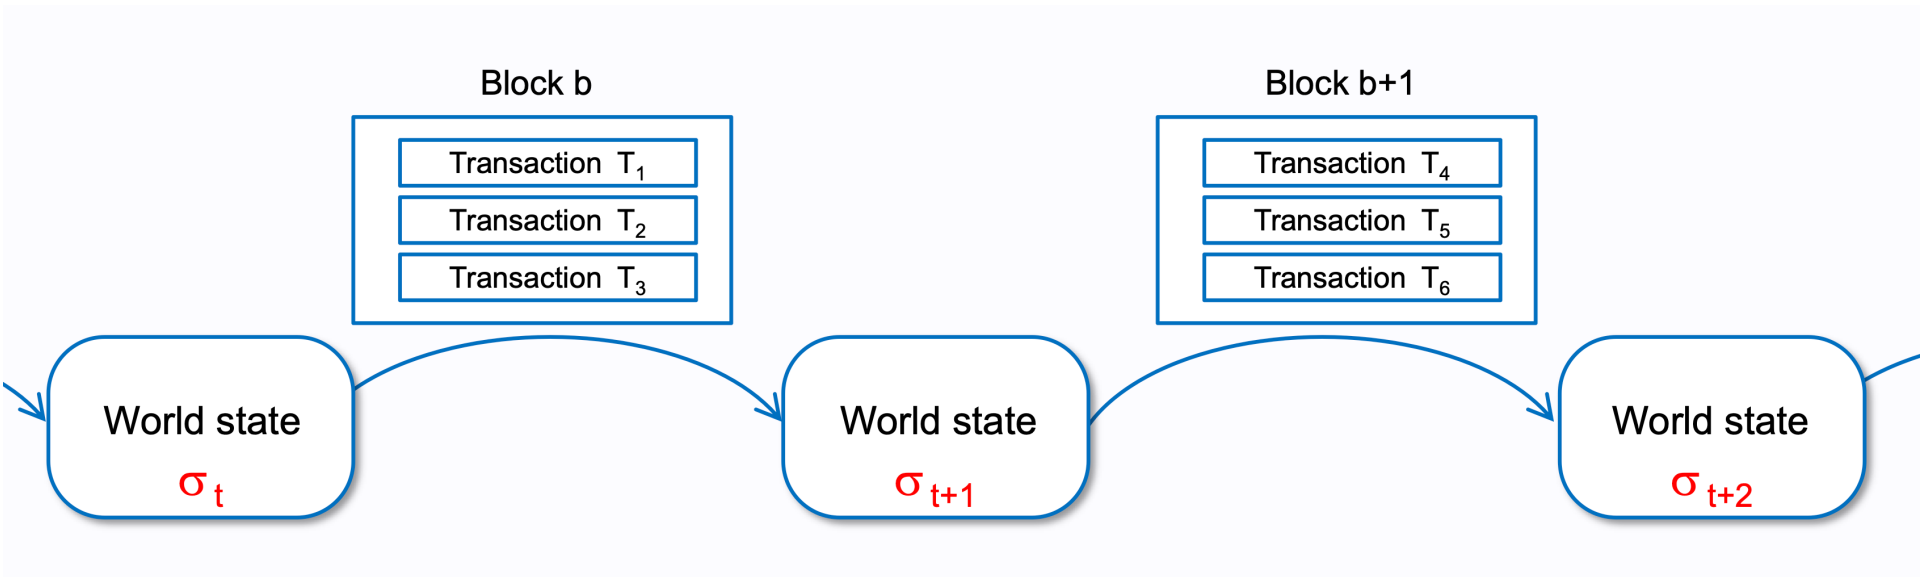 Block b
Transaction T₁
Transaction T₂
Transaction T₃
Block b+1
Transaction T₄
Transaction T₅
Transaction T₆
World state
σ t
World state
σ t+1
World state
σ t+2